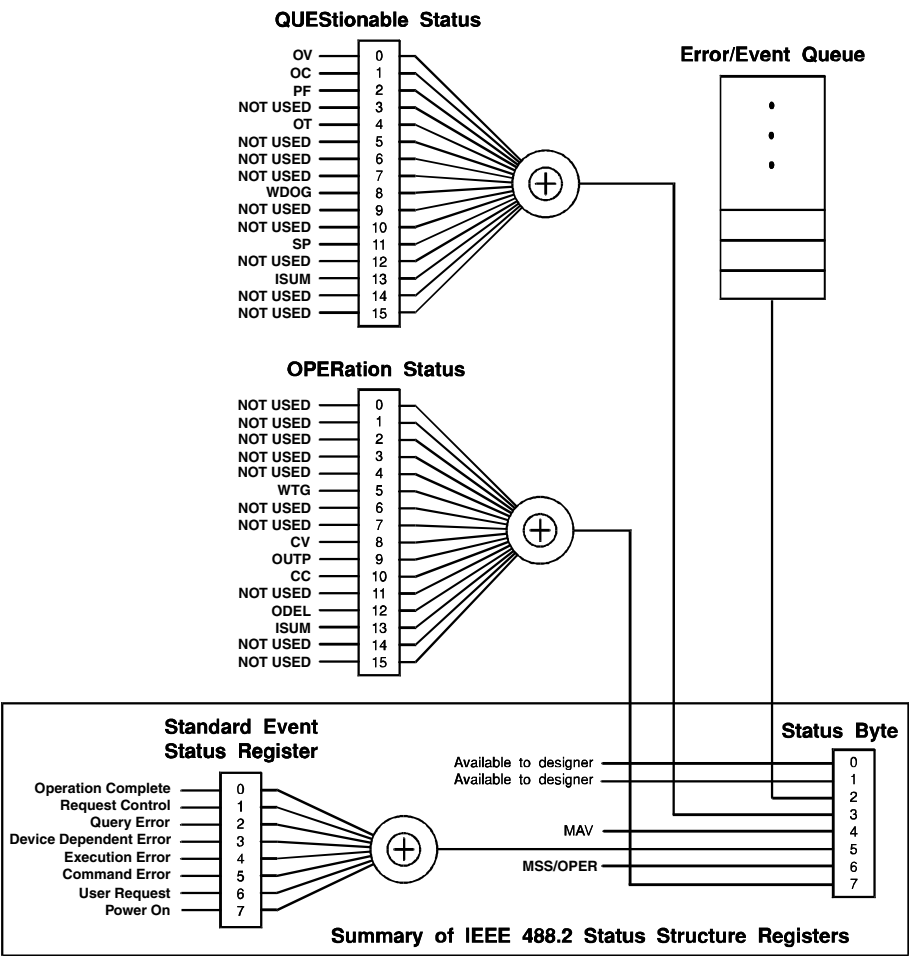 QUEStionable Status
OV 0
OC 1
PF 2
NOT USED 3
OT 4
NOT USED 5
NOT USED 6
NOT USED 7
WDOG 8
NOT USED 9
NOT USED 10
SP 11
NOT USED 12
ISUM 13
NOT USED 14
NOT USED 15
Error/Event Queue
OPERation Status
NOT USED 0
NOT USED 1
NOT USED 2
NOT USED 3
NOT USED 4
WTG 5
NOT USED 6
NOT USED 7
CV 8
OUTP 9
CC 10
NOT USED 11
ODEL 12
ISUM 13
NOT USED 14
NOT USED 15
Standard Event
Status Register
Operation Complete 0
Request Control 1
Query Error 2
Device Dependent Error 3
Execution Error 4
Command Error 5
User Request 6
Power On 7
Status Byte
Available to designer 0
Available to designer 1
2
3
MAV 4
5
MSS/OPER 6
7
Summary of IEEE 488.2 Status Structure Registers